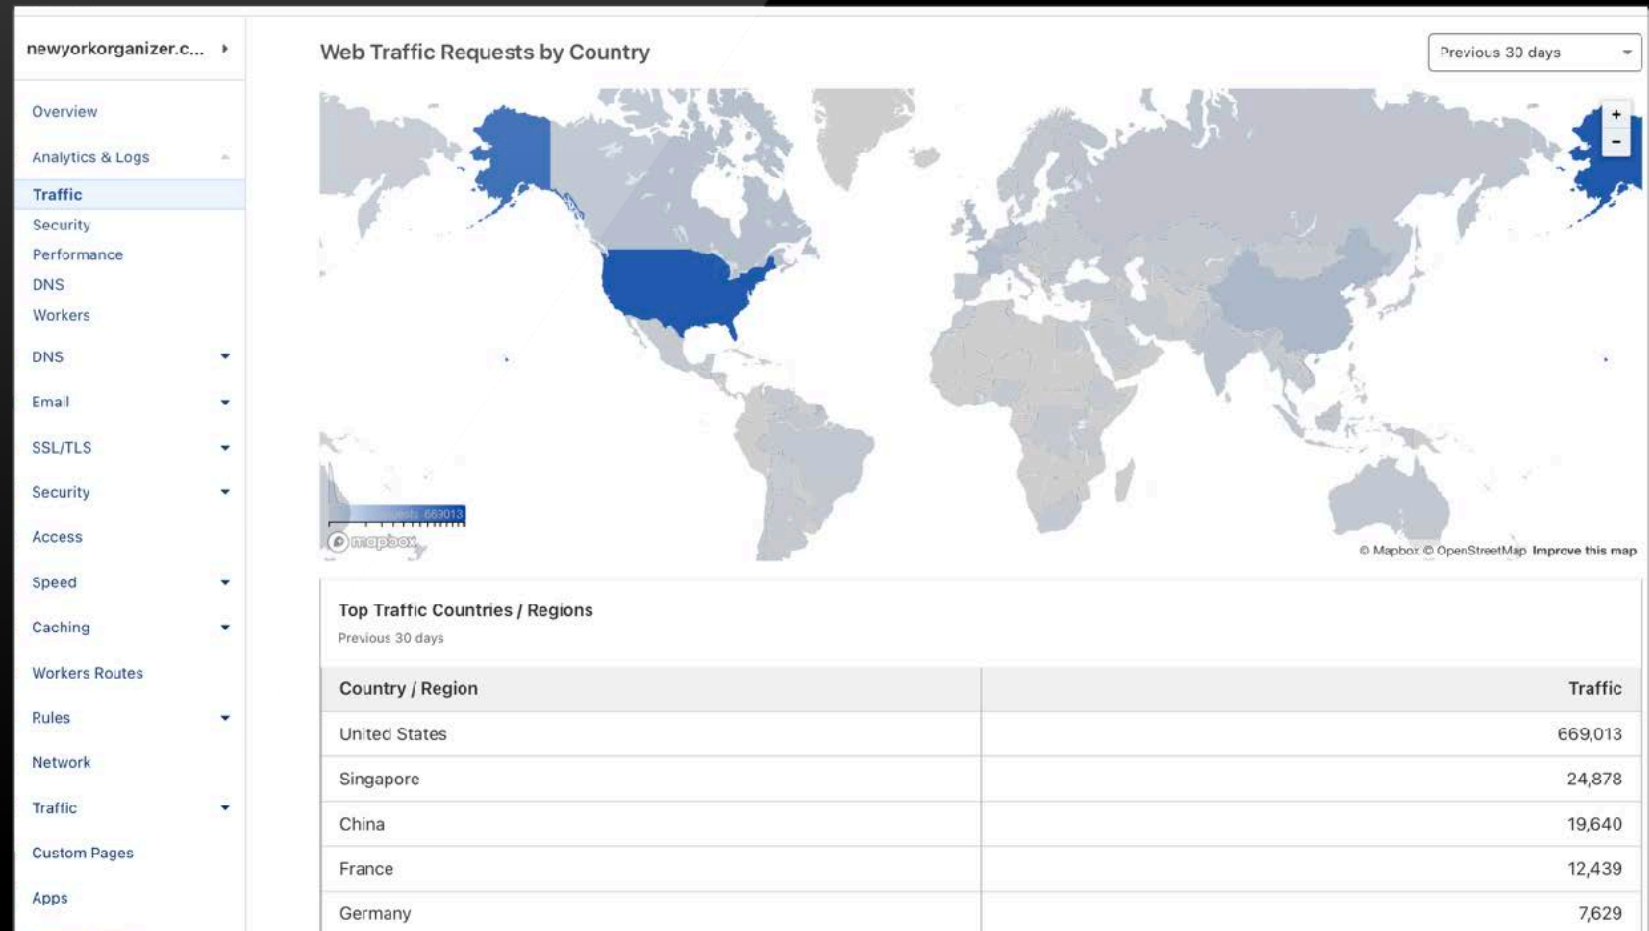 newyorkorganizer.c...
Overview
Analytics & Logs
Traffic
Security
Performance
DNS
Workers
DNS
Email
SSL/TLS
Security
Access
Speed
Caching
Workers Routes
Rules
Network
Traffic
Custom Pages
Apps
Web Traffic Requests by Country
Previous 30 days
+
-
669013
mapbox
© Mapbox © OpenStreetMap Improve this map
Top Traffic Countries / Regions
Previous 30 days
Country / Region Traffic
United States 669,013
Singapore 24,878
China 19,640
France 12,439
Germany 7,629